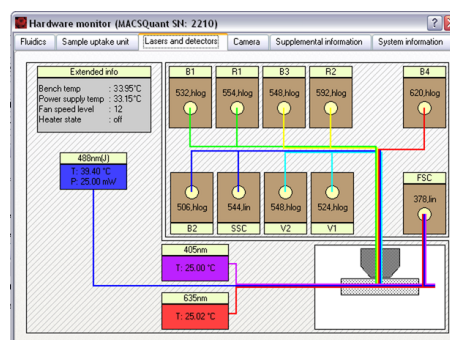 Hardware monitor (MACSQuant SN: 2210)
Fluidics Sample uptake unit Lasers and detectors Camera Supplemental information System information
Extended info
Bench temp : 33.95°C
Power supply temp : 33.15°C
Fan speed level : 12
Heater state : off
B1 R1 B3 R2 B4
532,hlog 554,hlog 548,hlog 592,hlog 620,hlog
488nm(J)
T: 39.40 °C
P: 25.00 mW
506,hlog 544,lin 548,hlog 524,hlog
B2 SSC V2 V1
FSC
378,lin
405nm
T: 25.00 °C
635nm
T: 25.02 °C